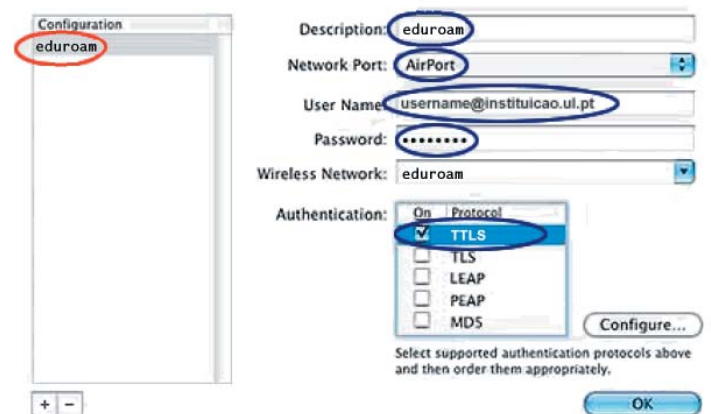 Configuration
eduroam
Description: eduroam
Network Port: AirPort
User Name: username@instituicao.ul.pt
Password: ••••••••
Wireless Network: eduroam
Authentication:
On Protocol
TTLS
TLS
LEAP
PEAP
MD5
Configure...
Select supported authentication protocols above
and then order them appropriately.
+ −
OK